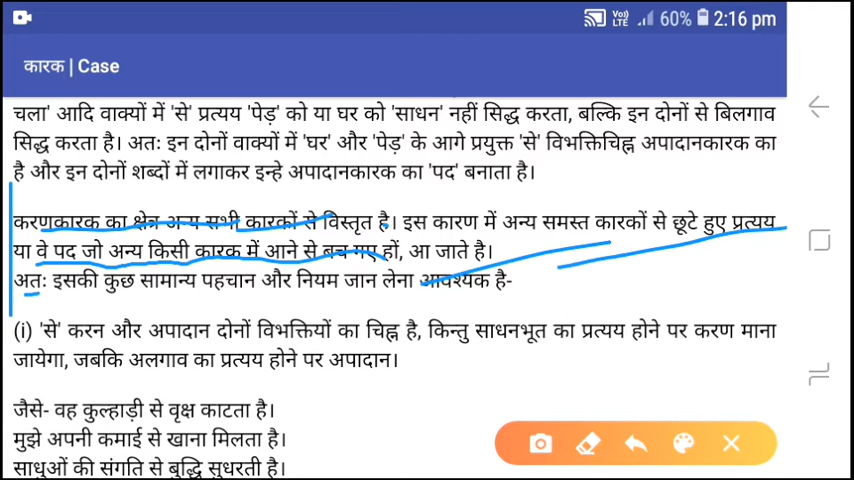 Vo)) LTE 60% 2:16 pm
कारक | Case
चला' आदि वाक्यों में 'से' प्रत्यय 'पेड़' को या घर को 'साधन' नहीं सिद्ध करता, बल्कि इन दोनों से बिलगाव
सिद्ध करता है। अतः इन दोनों वाक्यों में 'घर' और 'पेड़' के आगे प्रयुक्त 'से' विभक्तिचिह्न अपादानकारक का
है और इन दोनों शब्दों में लगाकर इन्हे अपादानकारक का 'पद' बनाता है।
करणकारक का क्षेत्र अन्य सभी कारकों से विस्तृत है। इस कारण में अन्य समस्त कारकों से छूटे हुए प्रत्यय
या वे पद जो अन्य किसी कारक में आने से बच गए हों, आ जाते है।
अतः इसकी कुछ सामान्य पहचान और नियम जान लेना आवश्यक है-
(i) 'से' करन और अपादान दोनों विभक्तियों का चिह्न है, किन्तु साधनभूत का प्रत्यय होने पर करण माना
जायेगा, जबकि अलगाव का प्रत्यय होने पर अपादान।
जैसे- वह कुल्हाड़ी से वृक्ष काटता है।
मुझे अपनी कमाई से खाना मिलता है।
साधुओं की संगति से बुद्धि सुधरती है।